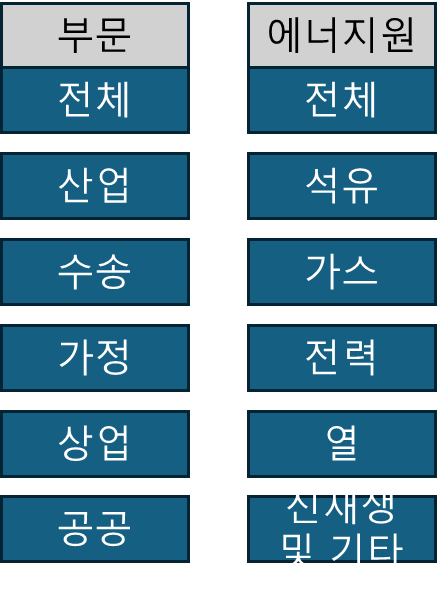 부문
전체
산업
수송
가정
상업
공공
에너지원
전체
석유
가스
전력
열
신재생
및 기타